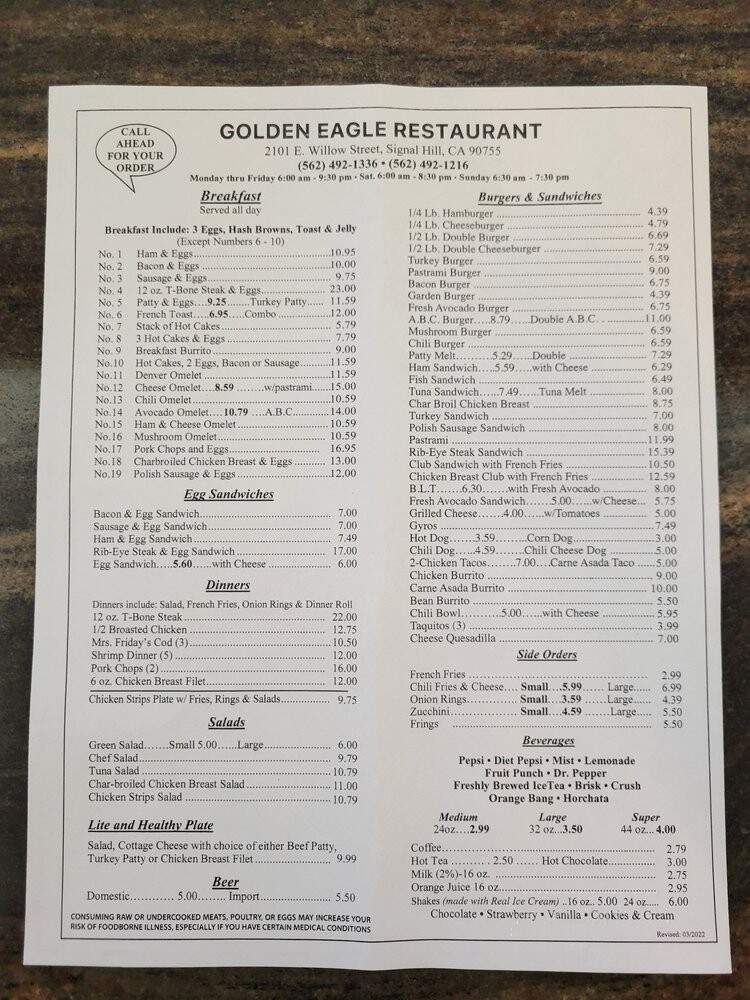 CALL
AHEAD
FOR YOUR
ORDER
GOLDEN EAGLE RESTAURANT
2101 E. Willow Street, Signal Hill, CA 90755
(562) 492-1336 • (562) 492-1216
Monday thru Friday 6:00 am - 9:30 pm · Sat. 6:00 am - 8:30 pm · Sunday 6:30 am - 7:30 pm
Breakfast
Served all day
Breakfast Include: 3 Eggs, Hash Browns, Toast & Jelly
(Except Numbers 6 - 10)
No. 1 Ham & Eggs 10.95
No. 2 Bacon & Eggs 10.00
No. 3 Sausage & Eggs 9.75
No. 4 12 oz. T-Bone Steak & Eggs 23.00
No. 5 Patty & Eggs....9.25........Turkey Patty..... 11.59
No. 6 French Toast.....6.95.....Combo 12.00
No. 7 Stack of Hot Cakes 5.79
No. 8 3 Hot Cakes & Eggs 7.79
No. 9 Breakfast Burrito 9.00
No.10 Hot Cakes, 2 Eggs, Bacon or Sausage 11.59
No.11 Denver Omelet 11.59
No.12 Cheese Omelet....8.59 ........w/pastrami 15.00
No.13 Chili Omelet 10.59
No.14 Avocado Omelet....10.79 ....A.B.C. 14.00
No.15 Ham & Cheese Omelet 10.59
No.16 Mushroom Omelet 10.59
No.17 Pork Chops and Eggs 16.95
No.18 Charbroiled Chicken Breast & Eggs 13.00
No.19 Polish Sausage & Eggs 12.00
Egg Sandwiches
Bacon & Egg Sandwich 7.00
Sausage & Egg Sandwich 7.00
Ham & Egg Sandwich 7.49
Rib-Eye Steak & Egg Sandwich 17.00
Egg Sandwich.....5.60......with Cheese 6.00
Dinners
Dinners include: Salad, French Fries, Onion Rings & Dinner Roll
12 oz. T-Bone Steak 22.00
1/2 Broasted Chicken 12.75
Mrs. Friday's Cod (3) 10.50
Shrimp Dinner (5) 12.00
Pork Chops (2) 16.00
6 oz. Chicken Breast Filet 12.00
Chicken Strips Plate w/ Fries, Rings & Salads 9.75
Salads
Green Salad.......Small 5.00......Large 6.00
Chef Salad 9.79
Tuna Salad 10.79
Char-broiled Chicken Breast Salad 11.00
Chicken Strips Salad 10.79
Lite and Healthy Plate
Salad, Cottage Cheese with choice of either Beef Patty,
Turkey Patty or Chicken Breast Filet 9.99
Beer
Domestic............ 5.00........ Import 5.50
CONSUMING RAW OR UNDERCOOKED MEATS, POULTRY, OR EGGS MAY INCREASE YOUR
RISK OF FOODBORNE ILLNESS, ESPECIALLY IF YOU HAVE CERTAIN MEDICAL CONDITIONS
Burgers & Sandwiches
1/4 Lb. Hamburger 4.39
1/4 Lb. Cheeseburger 4.79
1/2 Lb. Double Burger 6.69
1/2 Lb. Double Cheeseburger 7.29
Turkey Burger 6.59
Pastrami Burger 9.00
Bacon Burger 6.75
Garden Burger 4.39
Fresh Avocado Burger 6.75
A.B.C. Burger.....8.79......Double A.B.C. 11.00
Mushroom Burger 6.59
Chili Burger 6.59
Patty Melt..........5.29......Double 7.29
Ham Sandwich....5.59.....with Cheese 6.29
Fish Sandwich 6.49
Tuna Sandwich......7.49......Tuna Melt 8.00
Char Broil Chicken Breast 8.75
Turkey Sandwich 7.00
Polish Sausage Sandwich 8.00
Pastrami 11.99
Rib-Eye Steak Sandwich 15.39
Club Sandwich with French Fries 10.50
Chicken Breast Club with French Fries 12.59
B.L.T.......6.30.......with Fresh Avocado 8.00
Fresh Avocado Sandwich.......5.00......w/Cheese... 5.75
Grilled Cheese.......4.00......w/Tomatoes 5.00
Gyros 7.49
Hot Dog.......3.59........Corn Dog 3.00
Chili Dog.....4.59.......Chili Cheese Dog 5.00
2-Chicken Tacos........7.00....Carne Asada Taco 5.00
Chicken Burrito 9.00
Carne Asada Burrito 10.00
Bean Burrito 5.50
Chili Bowl...........5.00......with Cheese 5.95
Taquitos (3) 3.99
Cheese Quesadilla 7.00
Side Orders
French Fries 2.99
Chili Fries & Cheese.... Small....5.99...... Large..... 6.99
Onion Rings............... Small....3.59 .......Large..... 4.39
Zucchini................... Small....4.59 .......Large..... 5.50
Frings 5.50
Beverages
Pepsi • Diet Pepsi • Mist • Lemonade
Fruit Punch • Dr. Pepper
Freshly Brewed IceTea • Brisk • Crush
Orange Bang • Horchata
Medium Large Super
24oz....2.99 32 oz...3.50 44 oz...4.00
Coffee 2.79
Hot Tea .......... 2.50 ...... Hot Chocolate 3.00
Milk (2%)-16 oz. 2.75
Orange Juice 16 oz. 2.95
Shakes (made with Real Ice Cream) ..16 oz.. 5.00 24 oz..... 6.00
Chocolate • Strawberry • Vanilla • Cookies & Cream
Revised: 03/2022